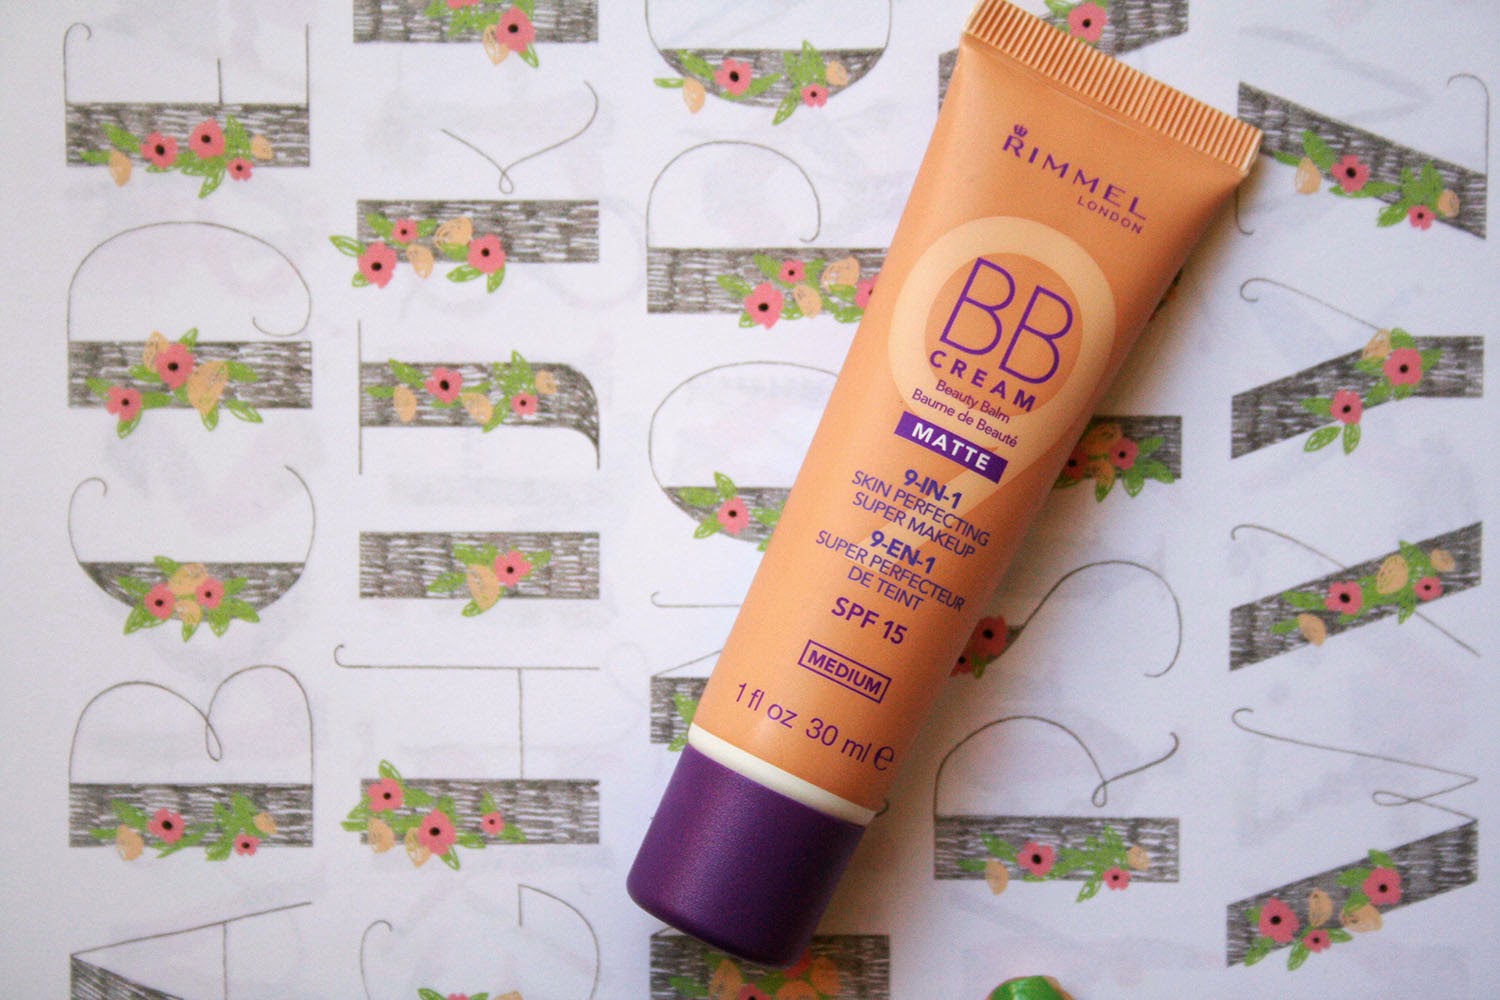 RIMMEL
LONDON
BB
CREAM
Beauty Balm
Baume de Beauté
MATTE
9-IN-1
SKIN PERFECTING
SUPER MAKEUP
9-EN-1
SUPER PERFECTEUR
DE TEINT
SPF 15
MEDIUM
1 fl oz 30 ml ℮
A B C D E
G H I J K
O P Q
R S
W X Y